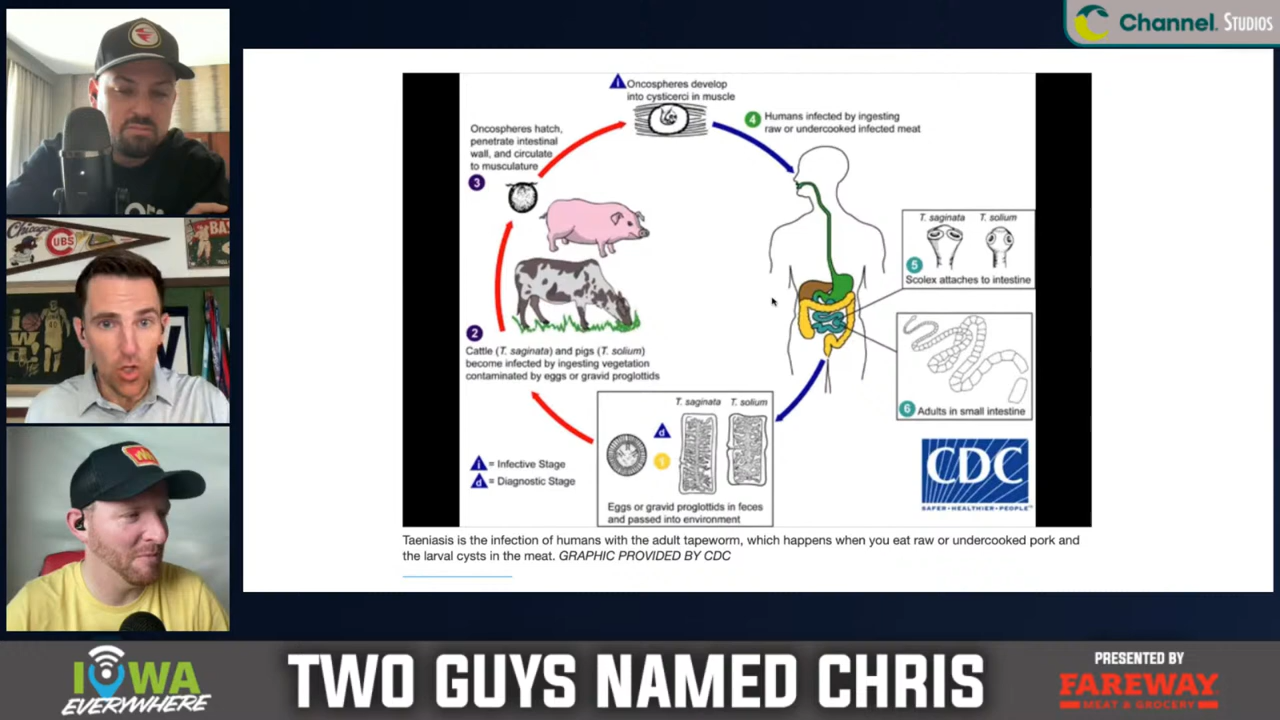 Channel. STUDIOS
Chicago
CUBS
BAS
40
i
Oncospheres develop
into cysticerci in muscle
4
Humans infected by ingesting
raw or undercooked infected meat
Oncospheres hatch,
penetrate intestinal
wall, and circulate
to musculature
3
T. saginata T. solium
5
Scolex attaches to intestine
2
Cattle (T. saginata) and pigs (T. solium)
become infected by ingesting vegetation
contaminated by eggs or gravid proglottids
6 Adults in small intestine
T. saginata T. solium
d
1
Eggs or gravid proglottids in feces
and passed into environment
i = Infective Stage
d = Diagnostic Stage
CDC
SAFER • HEALTHIER • PEOPLE™
Taeniasis is the infection of humans with the adult tapeworm, which happens when you eat raw or undercooked pork and
the larval cysts in the meat. GRAPHIC PROVIDED BY CDC
IOWA
EVERYWHERE
TWO GUYS NAMED CHRIS
PRESENTED BY
FAREWAY
MEAT & GROCERY